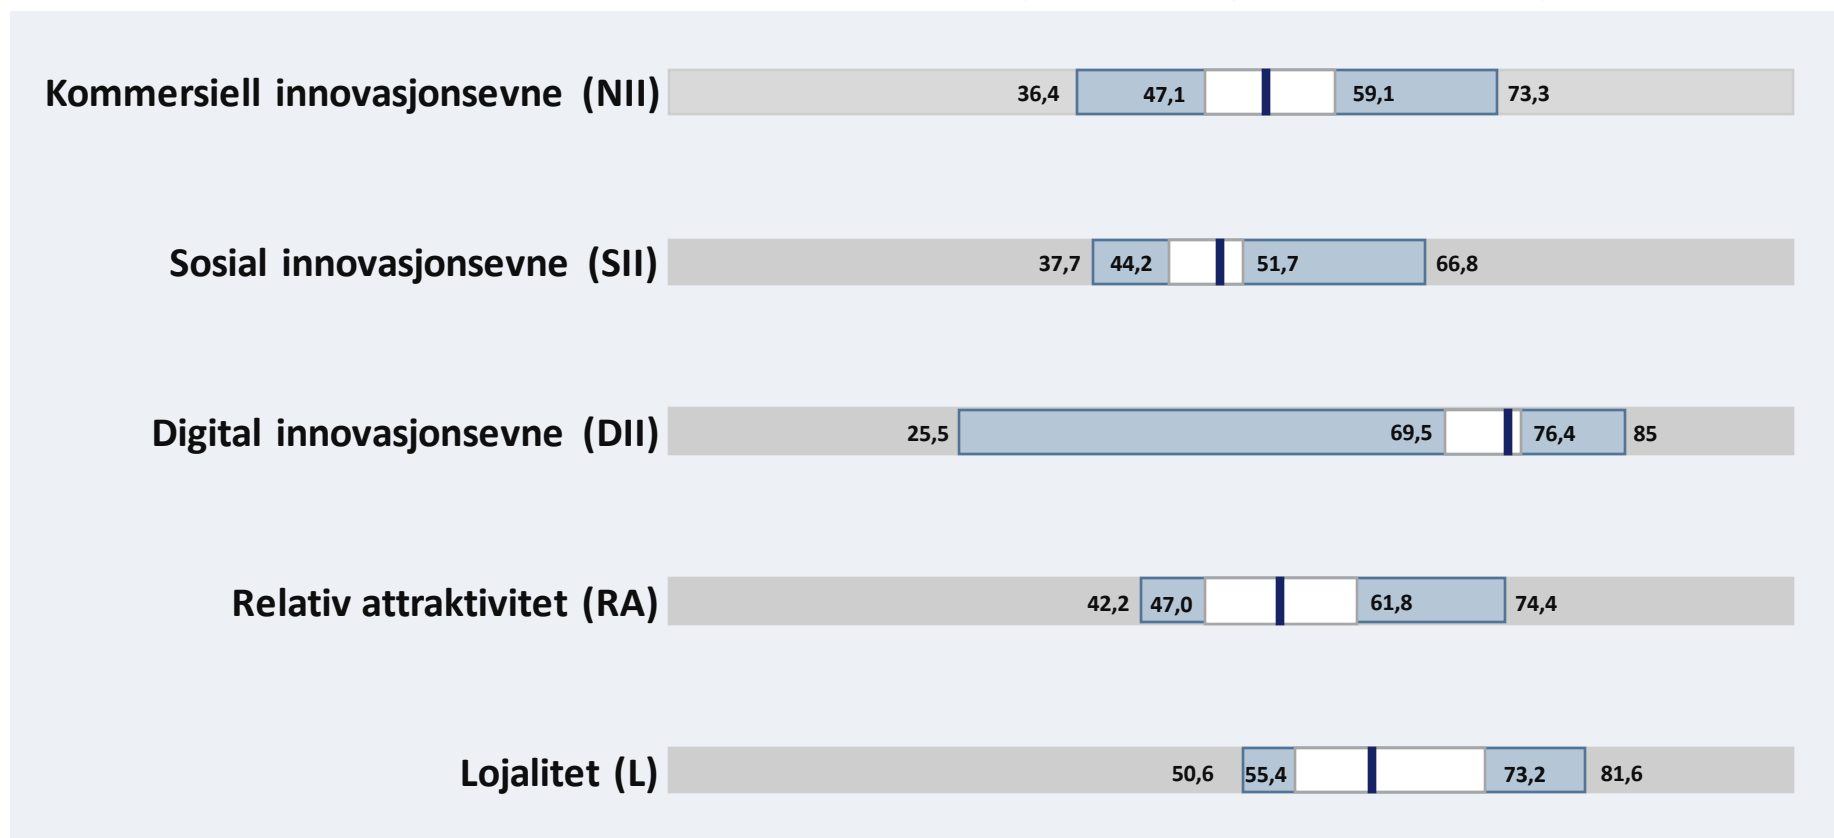 Kommersiell innovasjonsevne (NII) 36,4 47,1 59,1 73,3
Sosial innovasjonsevne (SII) 37,7 44,2 51,7 66,8
Digital innovasjonsevne (DII) 25,5 69,5 76,4 85
Relativ attraktivitet (RA) 42,2 47,0 61,8 74,4
Lojalitet (L) 50,6 55,4 73,2 81,6